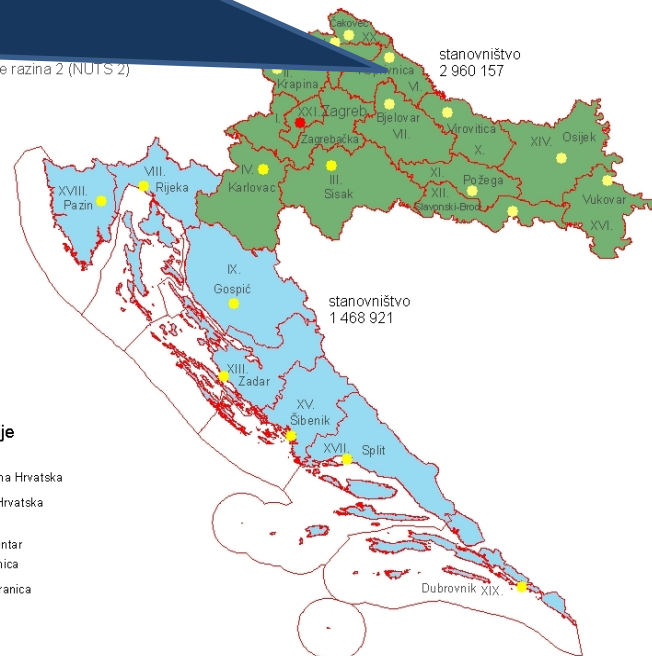 Čakovec
XX
e razina 2 (NUTS 2)
stanovništvo
2 960 157
II.
Krapina
VI.
I.
XXI.
Zagreb
Zagrebačka
Bjelovar
VII.
Virovitica
X.
XIV.
Osijek
VIII.
Rijeka
XVIII.
Pazin
IV.
Karlovac
III.
Sisak
XI.
Požega
XII.
Slavonski-Brod
Vukovar
XVI.
IX.
Gospić
stanovništvo
1 468 921
XIII.
Zadar
XV.
Šibenik
XVII.
Split
je
na Hrvatska
Hrvatska
ntar
nica
ranica
Dubrovnik XIX.